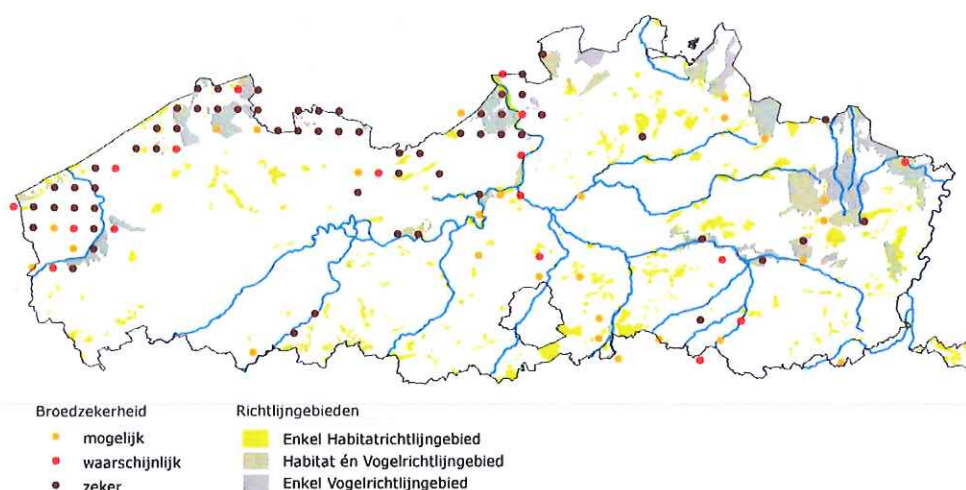 Broedzekerheid
mogelijk
waarschijnlijk
zeker
Richtlijngebieden
Enkel Habitatrichtlijngebied
Habitat én Vogelrichtlijngebied
Enkel Vogelrichtlijngebied